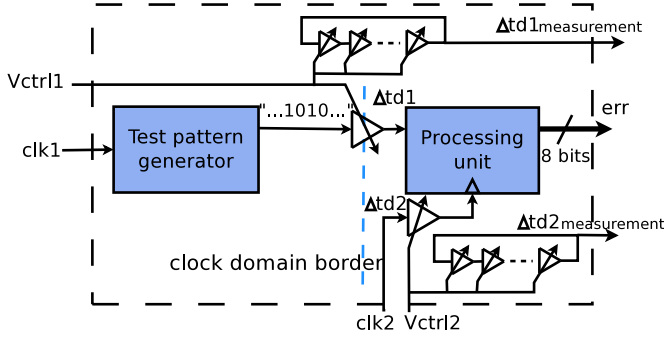 Δtd1measurement
Vctrl1
"...1010..."
Δtd1
clk1
Test pattern
generator
Processing
unit
err
8 bits
Δtd2
Δtd2measurement
clock domain border
clk2
Vctrl2